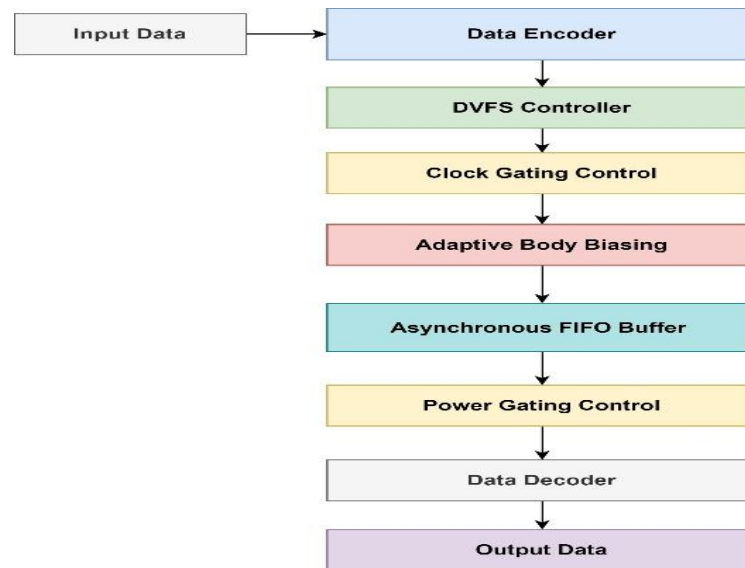 Input Data
Data Encoder
DVFS Controller
Clock Gating Control
Adaptive Body Biasing
Asynchronous FIFO Buffer
Power Gating Control
Data Decoder
Output Data